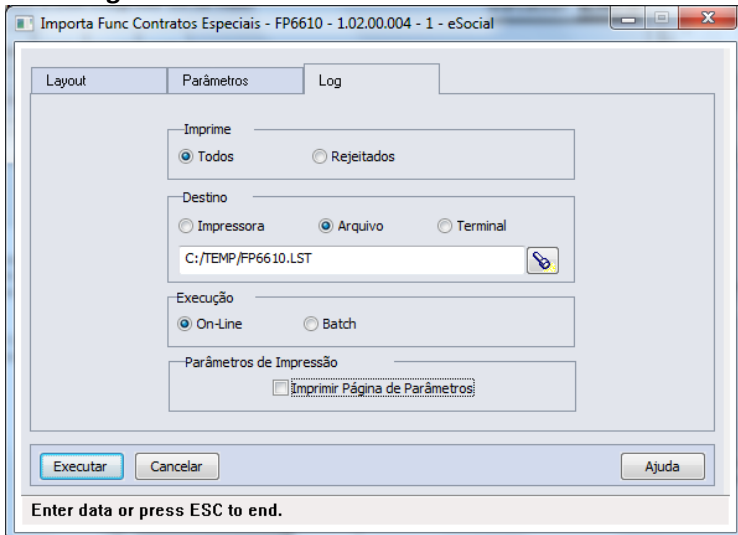 Importa Func Contratos Especiais - FP6610 - 1.02.00.004 - 1 - eSocial
Layout Parâmetros Log
Imprime
Todos Rejeitados
Destino
Impressora Arquivo Terminal
C:/TEMP/FP6610.LST
Execução
On-Line Batch
Parâmetros de Impressão
Imprimir Página de Parâmetros
Executar Cancelar Ajuda
Enter data or press ESC to end.